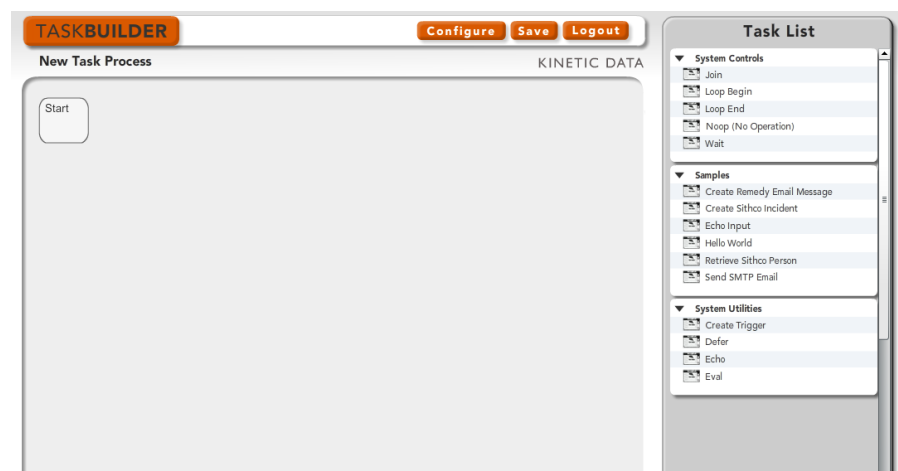 TASKBUILDER
Configure Save Logout
New Task Process
KINETIC DATA
Start
Task List
System Controls
Join
Loop Begin
Loop End
Noop (No Operation)
Wait
Samples
Create Remedy Email Message
Create Sithco Incident
Echo Input
Hello World
Retrieve Sithco Person
Send SMTP Email
System Utilities
Create Trigger
Defer
Echo
Eval